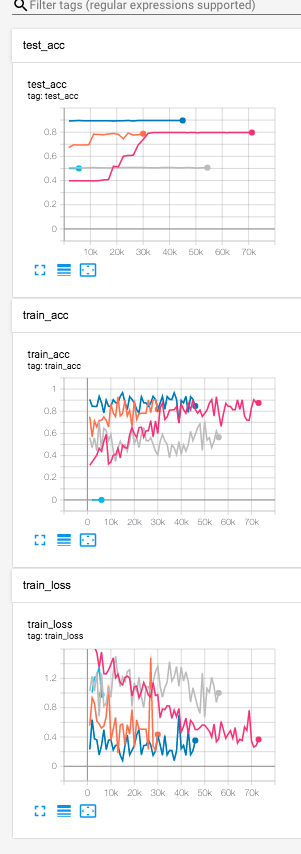 Filter tags (regular expressions supported)
test_acc
test_acc
tag: test_acc
0.8
0.6
0.4
0.2
0
10k 20k 30k 40k 50k 60k 70k
train_acc
train_acc
tag: train_acc
1
0.8
0.6
0.4
0.2
0
0 10k 20k 30k 40k 50k 60k 70k
train_loss
train_loss
tag: train_loss
1.2
0.8
0.4
0
0 10k 20k 30k 40k 50k 60k 70k